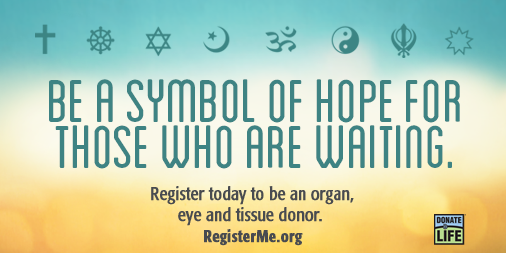 BE A SYMBOL OF HOPE FOR
THOSE WHO ARE WAITING.
Register today to be an organ,
eye and tissue donor.
RegisterMe.org
DONATE
LIFE